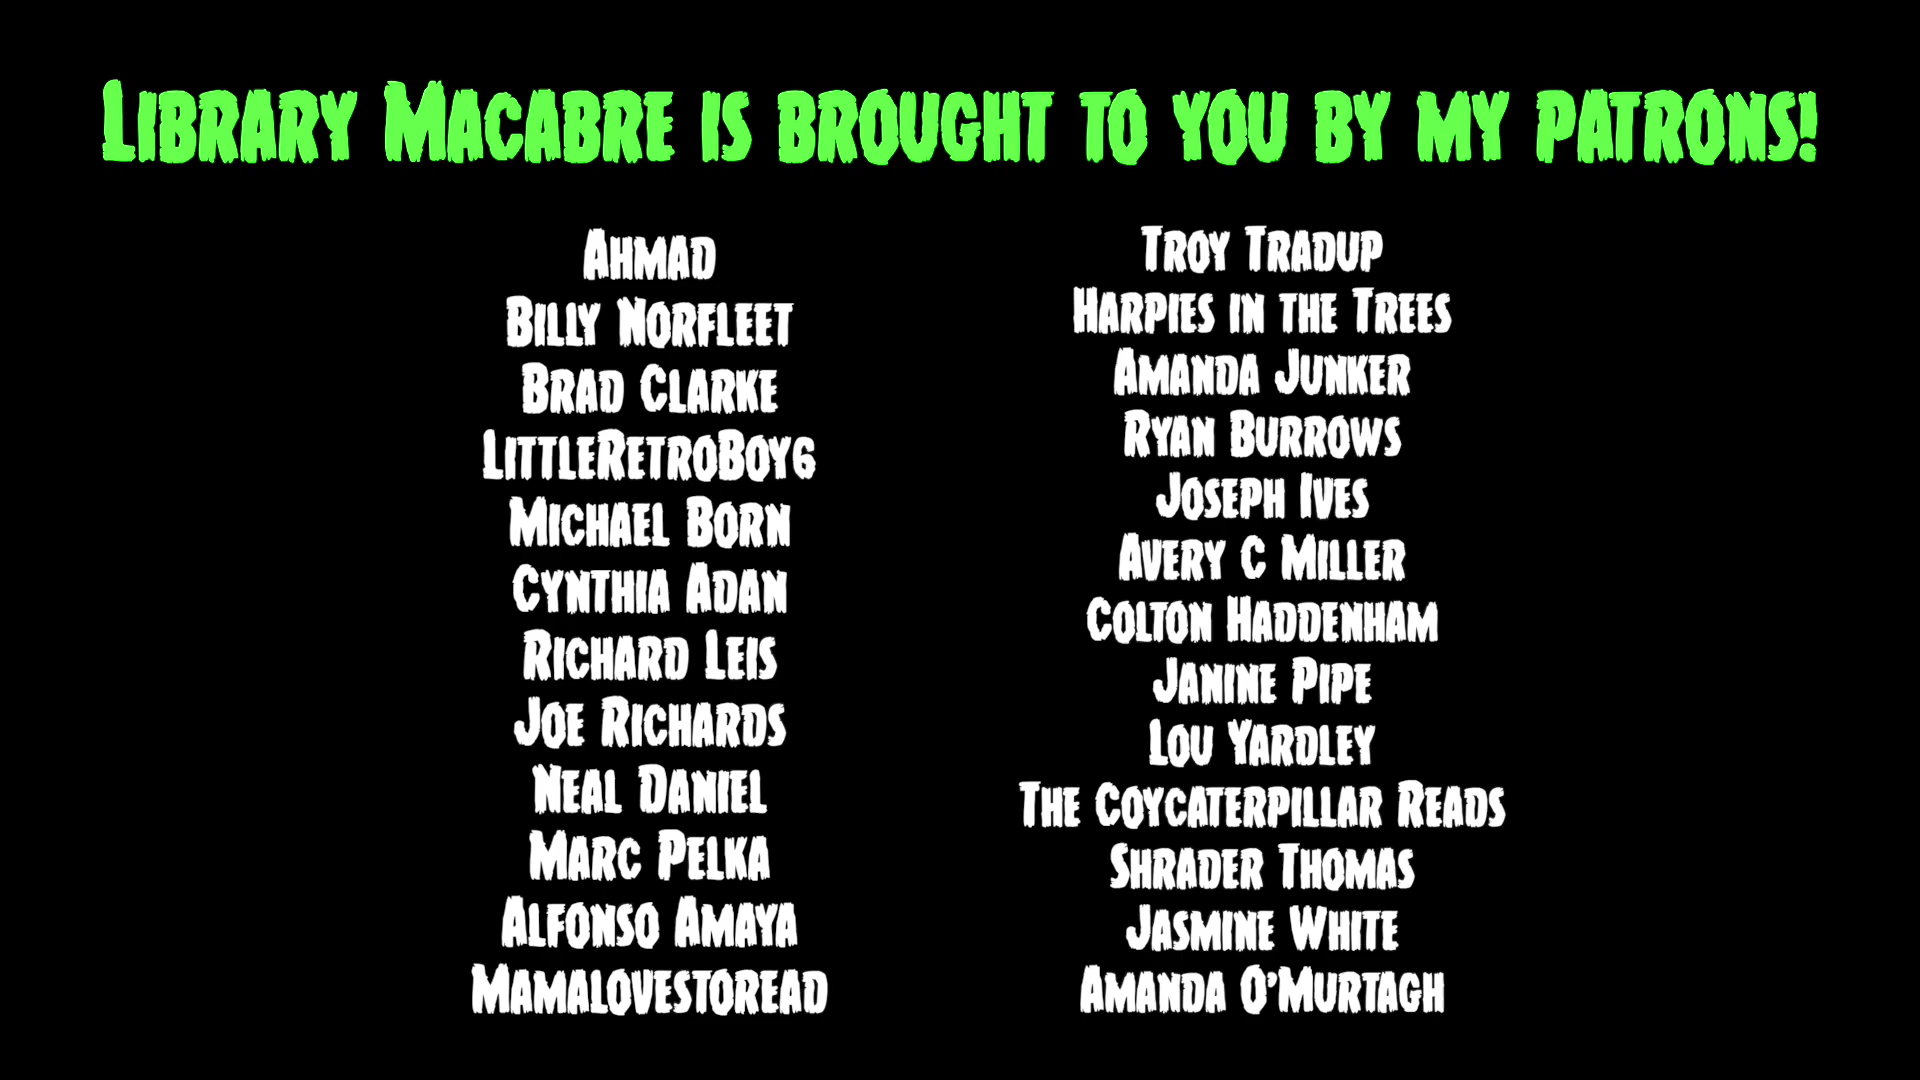 Library Macabre is brought to you by my patrons!
Ahmad
Billy Norfleet
Brad Clarke
LittleRetroBoy6
Michael Born
Cynthia Adan
Richard Leis
Joe Richards
Neal Daniel
Marc Pelka
Alfonso Amaya
Mamalovestoread
Troy Tradup
Harpies in the Trees
Amanda Junker
Ryan Burrows
Joseph Ives
Avery C Miller
Colton Haddenham
Janine Pipe
Lou Yardley
The Coycaterpillar Reads
Shrader Thomas
Jasmine White
Amanda O'Murtagh